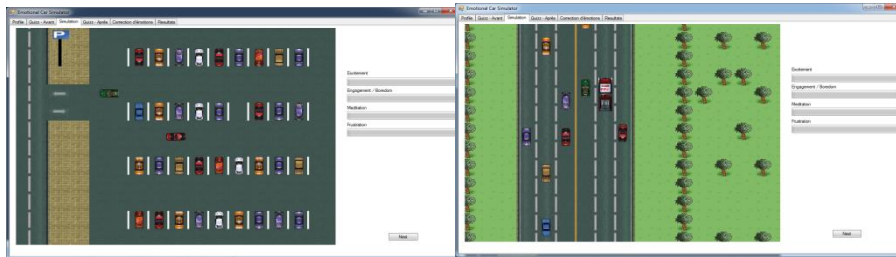 Emotional Car Simulator
Profile Quizz - Avant Simulation Quizz - Après Correction d'émotions Résultats
P
Excitement
Engagement / Boredom
Meditation
Frustration
Next
Emotional Car Simulator
Profile Quizz - Avant Simulation Quizz - Après Correction d'émotions Résultats
Excitement
Engagement / Boredom
Meditation
Frustration
Next